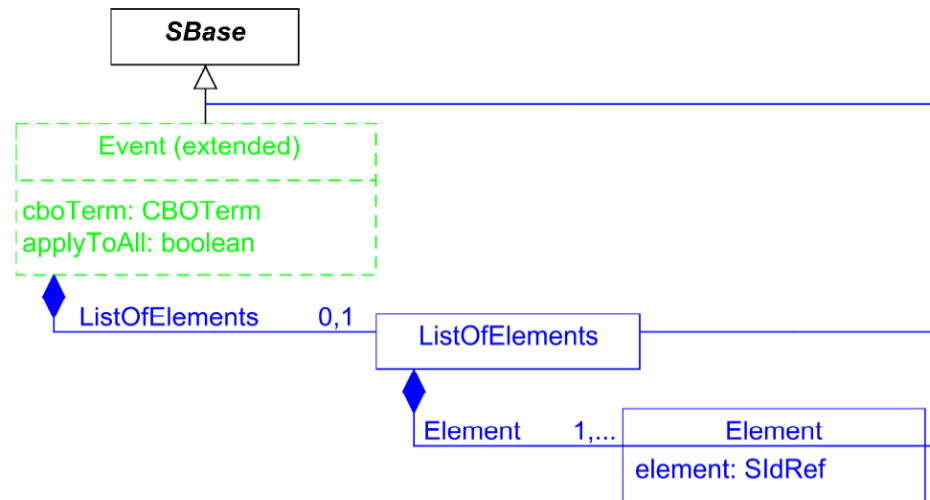 SBase
Event (extended)
cboTerm: CBOTerm
applyToAll: boolean
ListOfElements 0,1
ListOfElements
Element 1,...
Element
element: SIdRef